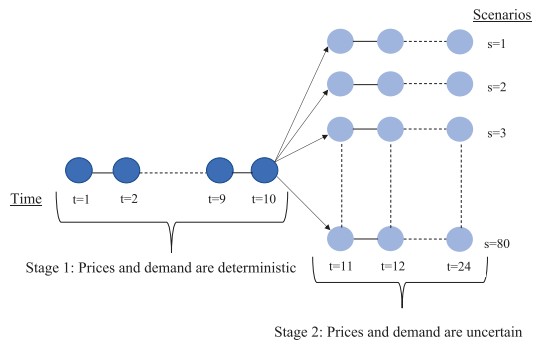 Scenarios
s=1
s=2
s=3
Time
t=1
t=2
t=9
t=10
s=80
Stage 1: Prices and demand are deterministic
t=11
t=12
t=24
Stage 2: Prices and demand are uncertain